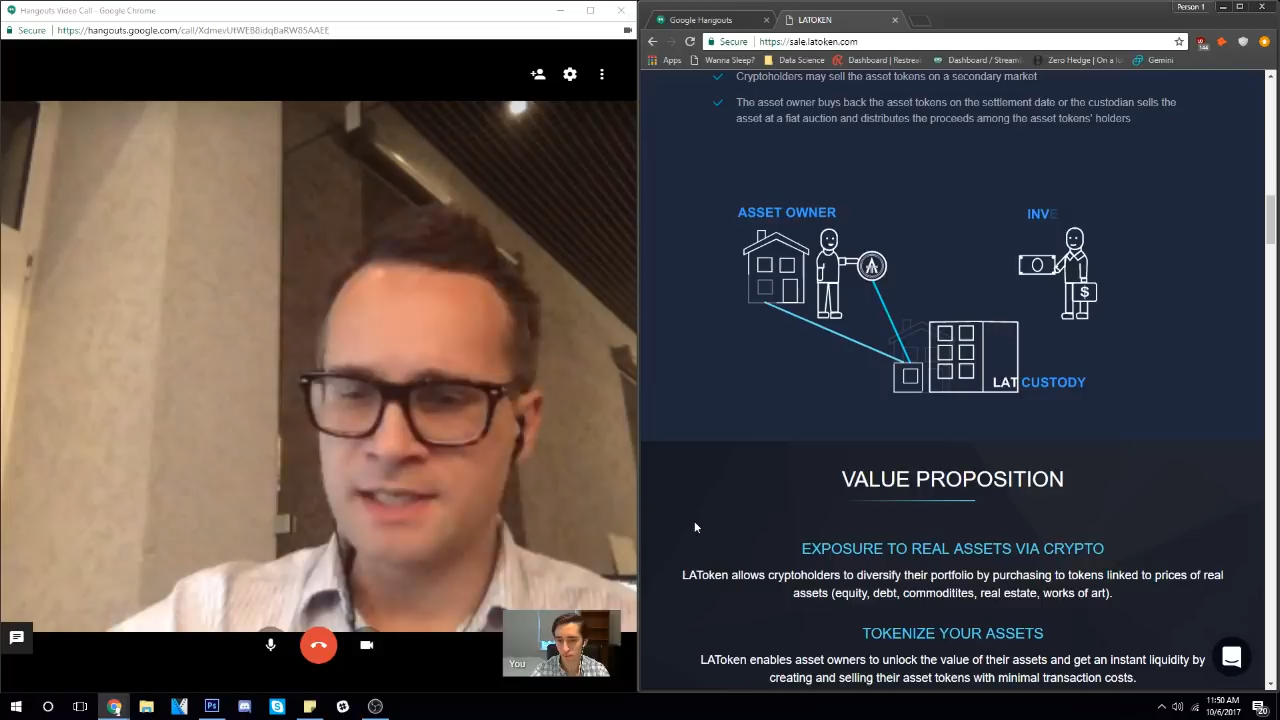 Hangouts Video Call - Google Chrome
Secure
https://hangouts.google.com/call/XdmevUtWEB8idqBaRW85AAEE
You
Person 1
Google Hangouts
LATOKEN
Secure
https://sale.latoken.com
144
Apps
Wanna Sleep?
Data Science
Dashboard | Restrea
Dashboard / Stream
Zero Hedge | On a lo
Gemini
Cryptoholders may sell the asset tokens on a secondary market
The asset owner buys back the asset tokens on the settlement date or the custodian sells the
asset at a fiat auction and distributes the proceeds among the asset tokens' holders
ASSET OWNER
INVE
$
LAT CUSTODY
VALUE PROPOSITION
EXPOSURE TO REAL ASSETS VIA CRYPTO
LAToken allows cryptoholders to diversify their portfolio by purchasing to tokens linked to prices of real
assets (equity, debt, commoditites, real estate, works of art).
TOKENIZE YOUR ASSETS
LAToken enables asset owners to unlock the value of their assets and get an instant liquidity by
creating and selling their asset tokens with minimal transaction costs.
Ps
11:50 AM
10/6/2017
20